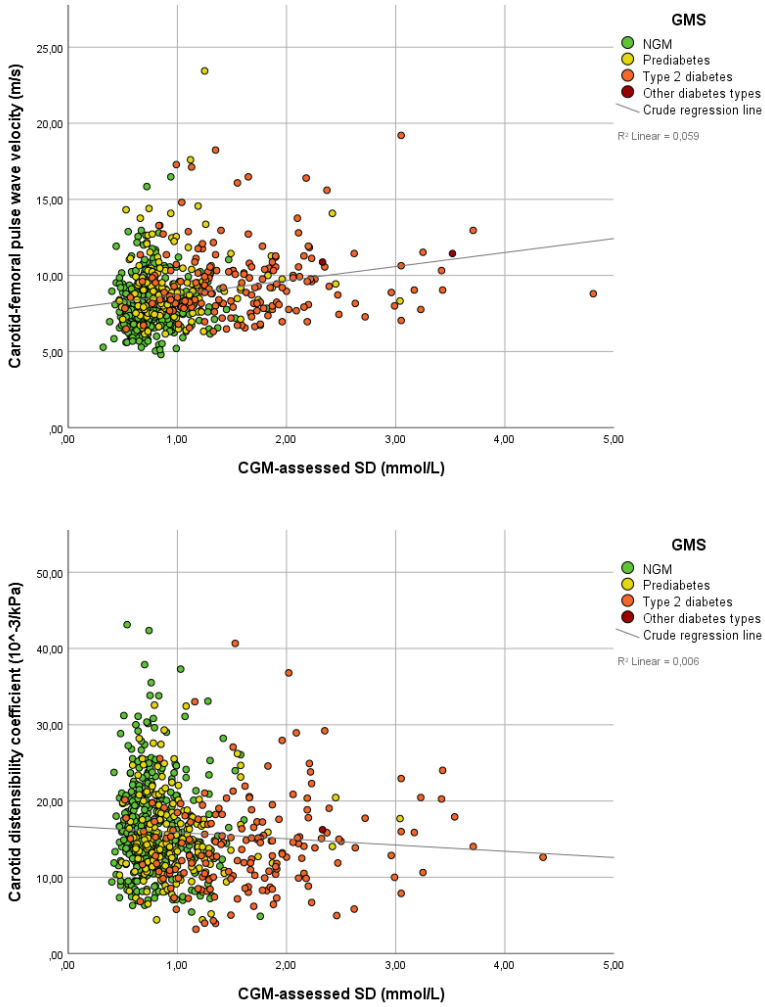 GMS
NGM
Prediabetes
Type 2 diabetes
Other diabetes types
Crude regression line
R² Linear = 0,059
Carotid-femoral pulse wave velocity (m/s)
25,00
20,00
15,00
10,00
5,00
,00
,00 1,00 2,00 3,00 4,00 5,00
CGM-assessed SD (mmol/L)
GMS
NGM
Prediabetes
Type 2 diabetes
Other diabetes types
Crude regression line
R² Linear = 0,006
Carotid distensibility coefficient (10^-3/kPa)
50,00
40,00
30,00
20,00
10,00
,00
,00 1,00 2,00 3,00 4,00 5,00
CGM-assessed SD (mmol/L)